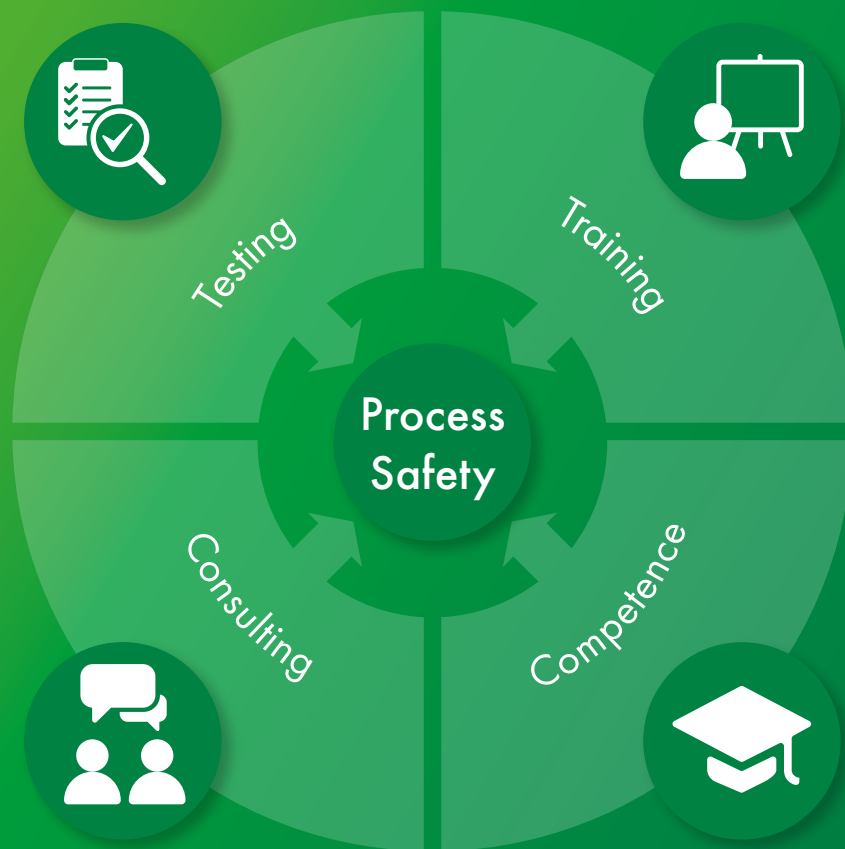 Testing
Training
Process
Safety
Consulting
Competence